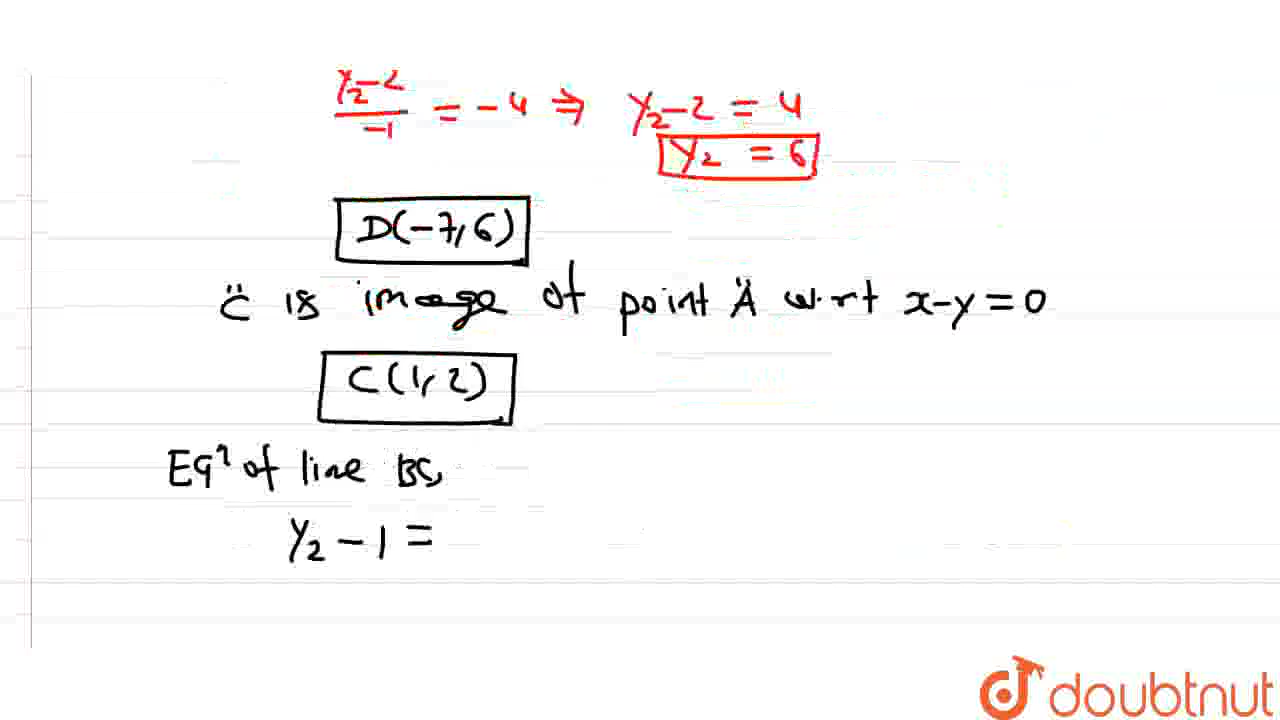 y₂-2/-1 = -4 ⇒ y₂-2 = 4
y₂ = 6
D(-7,6)
"C is image of point "A w.r.t x-y=0
C(1,2)
Eqⁿ of line BC,
y₂-1=
doubtnut